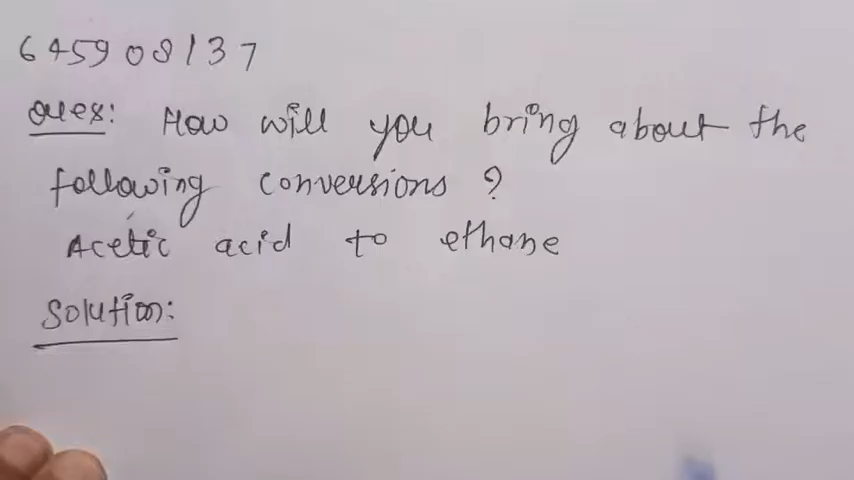 645908137
Ques: How will you bring about the
following conversions ?
Acetic acid to ethane
Solution: